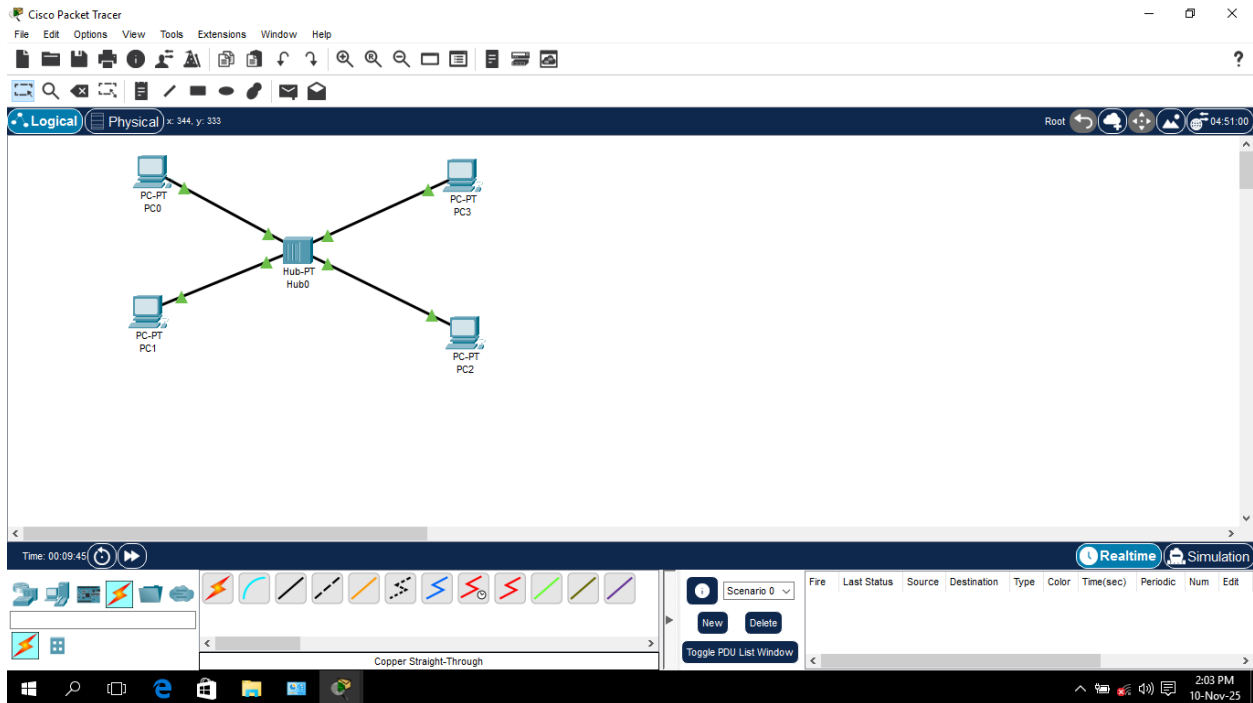 Cisco Packet Tracer
File Edit Options View Tools Extensions Window Help
?
Logical Physical x: 344, y: 333 Root 04:51:00
PC-PT
PC0
PC-PT
PC3
Hub-PT
Hub0
PC-PT
PC1
PC-PT
PC2
Time: 00:09:45 Realtime Simulation
Scenario 0
New Delete
Toggle PDU List Window
Fire Last Status Source Destination Type Color Time(sec) Periodic Num Edit
Copper Straight-Through
2:03 PM
10-Nov-25